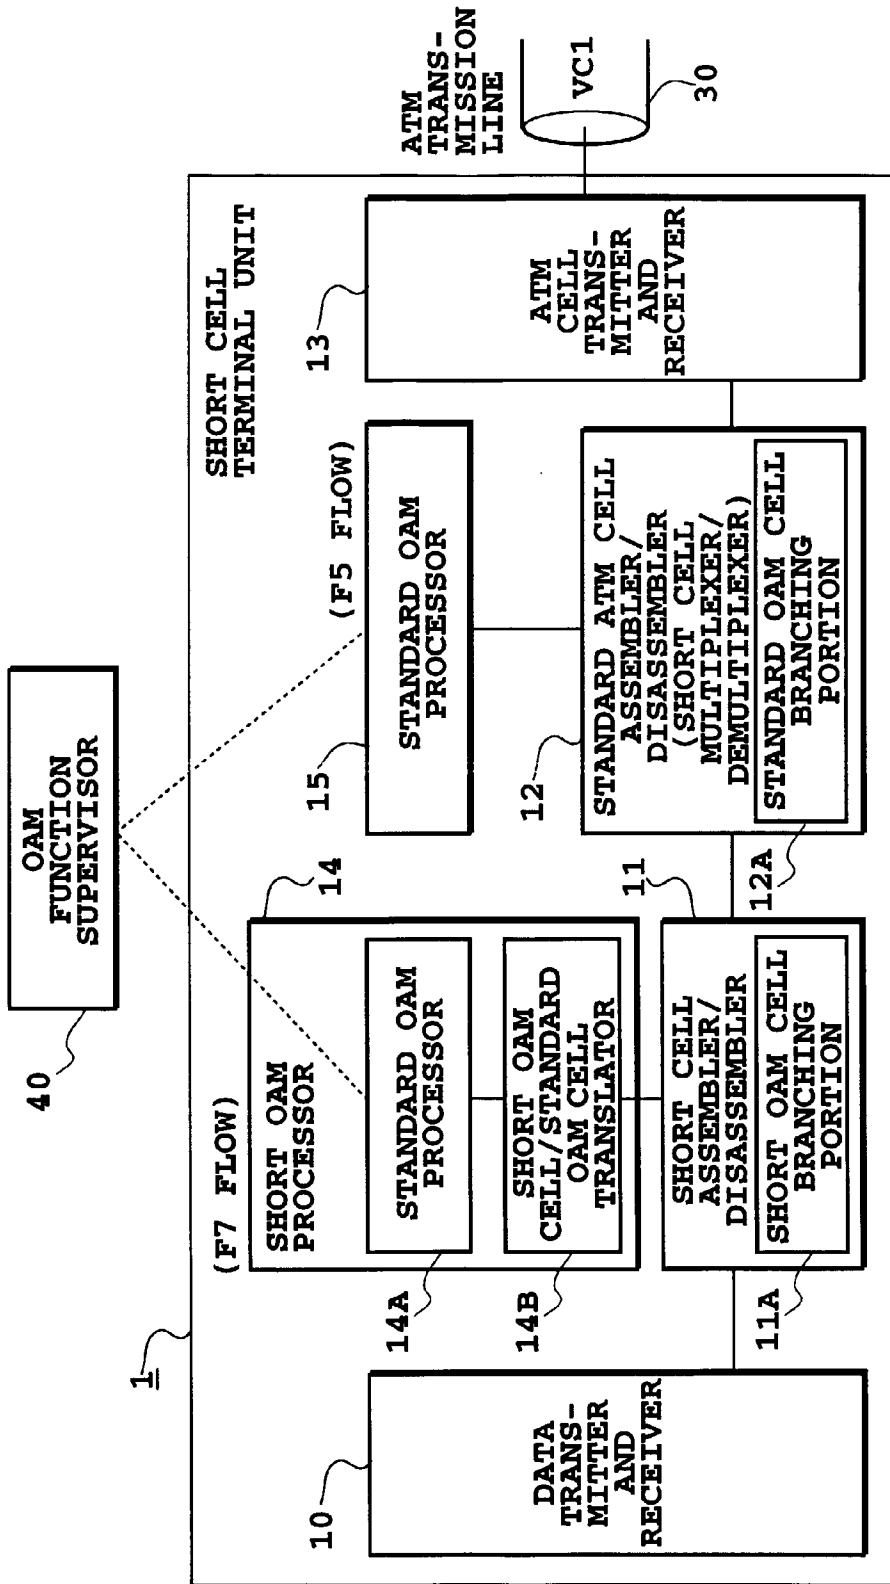 OAM
FUNCTION
SUPERVISOR
40
1
SHORT CELL
TERMINAL UNIT
(F7 FLOW)
SHORT OAM
PROCESSOR
14
STANDARD OAM
PROCESSOR
14A
SHORT OAM
CELL/STANDARD
OAM CELL
TRANSLATOR
14B
(F5 FLOW)
STANDARD OAM
PROCESSOR
15
10
DATA
TRANS-
MITTER
AND
RECEIVER
11
SHORT CELL
ASSEMBLER/
DISASSEMBLER
SHORT OAM CELL
BRANCHING
PORTION
11A
12
STANDARD ATM CELL
ASSEMBLER/
DISASSEMBLER
(SHORT CELL
MULTIPLEXER/
DEMULTIPLEXER)
STANDARD OAM CELL
BRANCHING
PORTION
12A
13
ATM
CELL
TRANS-
MITTER
AND
RECEIVER
ATM
TRANS-
MISSION
LINE
VC1
30